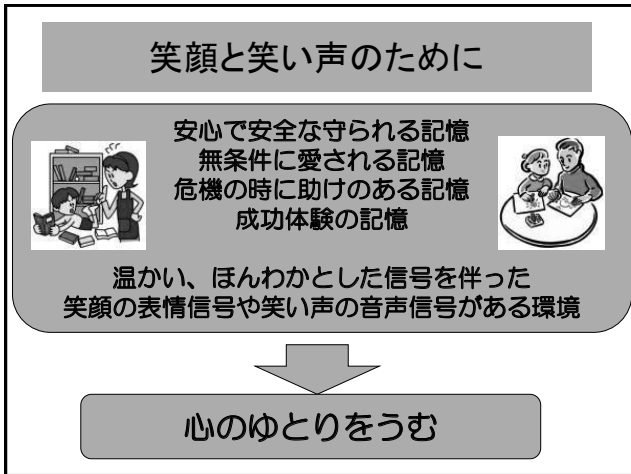 笑顔と笑い声のために
安心で安全な守られる記憶
無条件に愛される記憶
危機の時に助けのある記憶
成功体験の記憶
温かい、ほんわかとした信号を伴った
笑顔の表情信号や笑い声の音声信号がある環境
心のゆとりをうむ